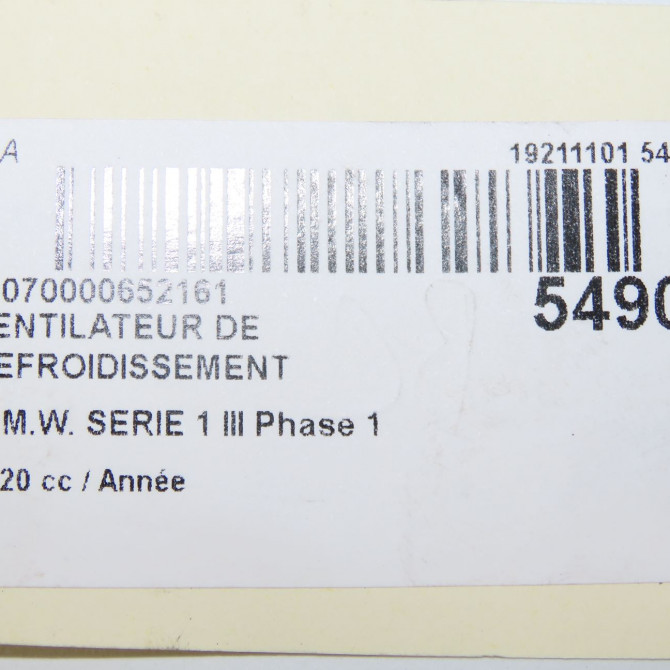 A 19211101 54
070000652161 5490
ENTILATEUR DE
EFROIDISSEMENT
.M.W. SERIE 1 III Phase 1
20 cc / Année